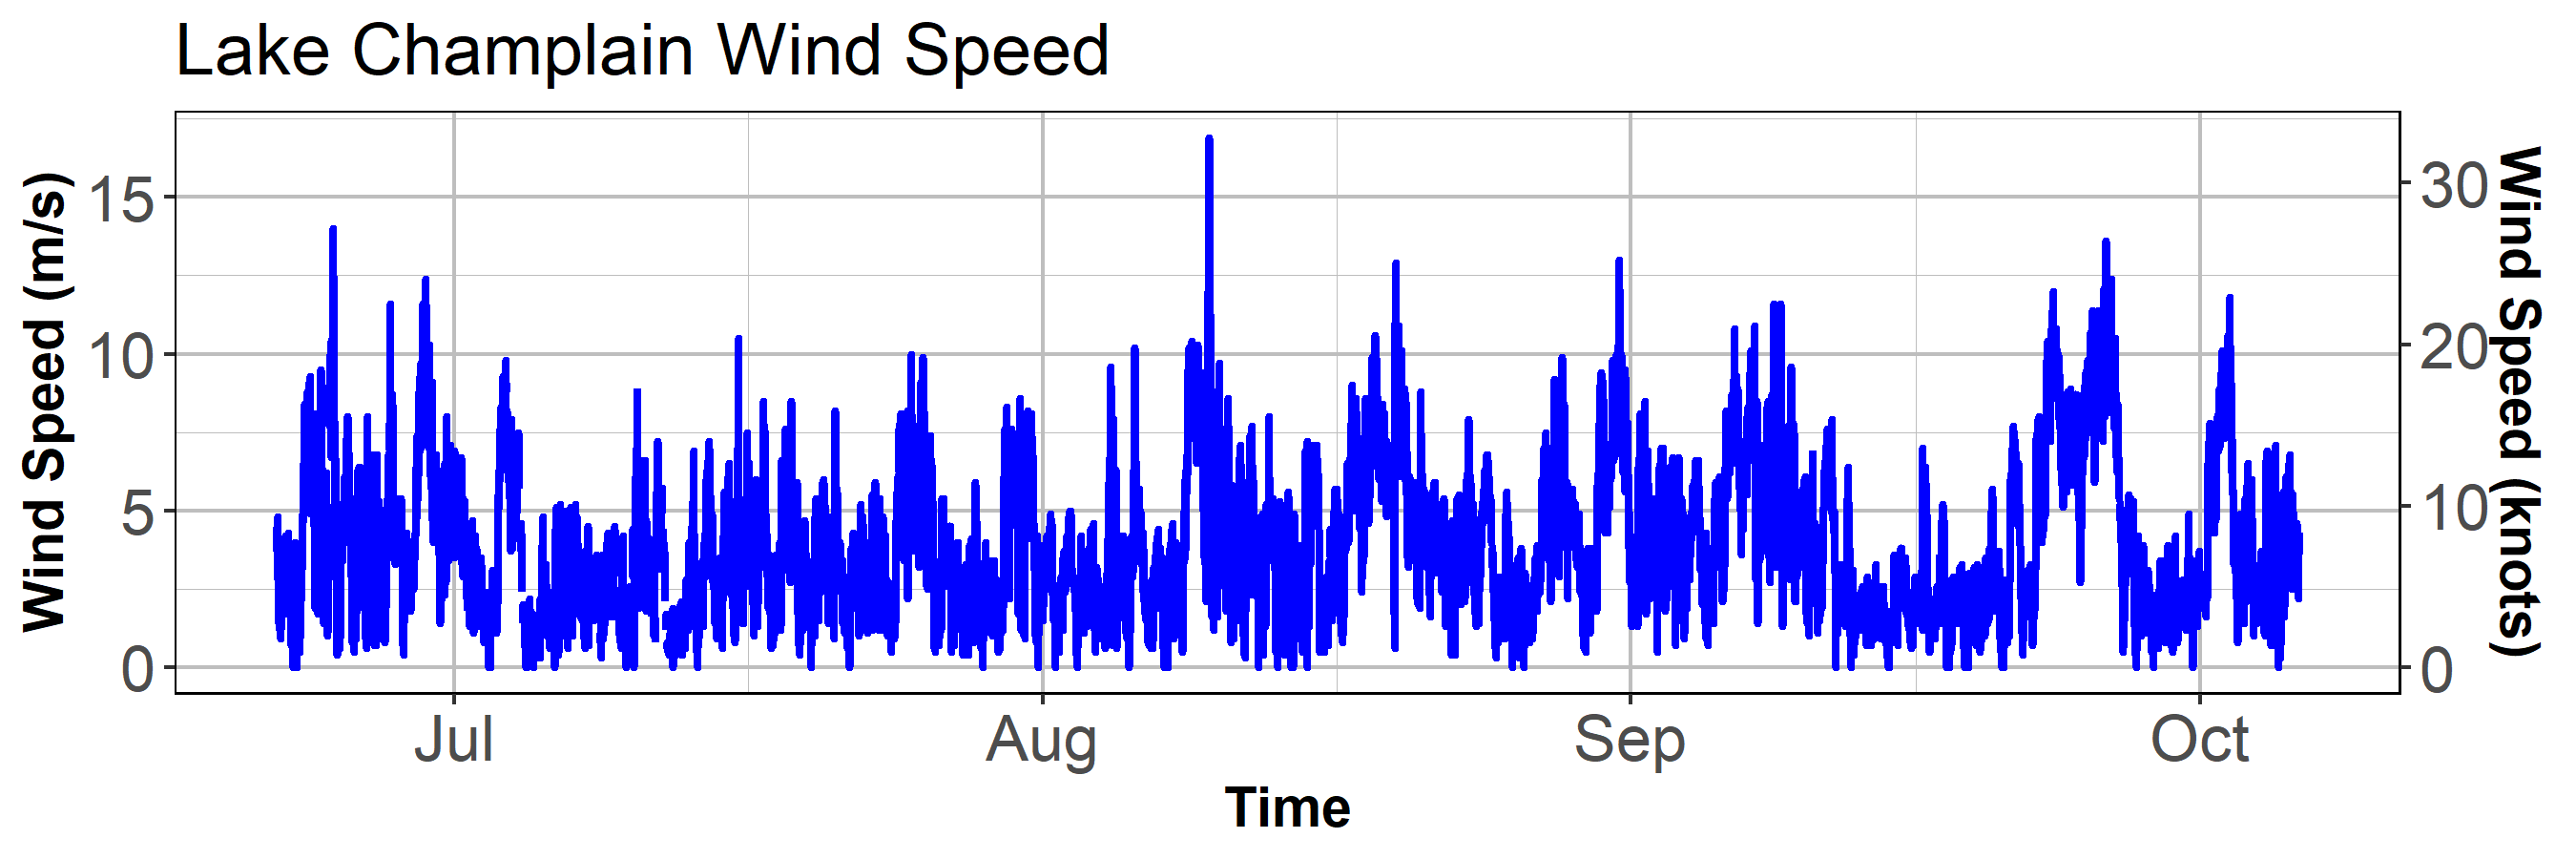 Lake Champlain Wind Speed
Wind Speed (m/s)
15
10
5
0
30
20
10
0
Wind Speed (knots)
Jul Aug Sep Oct
Time